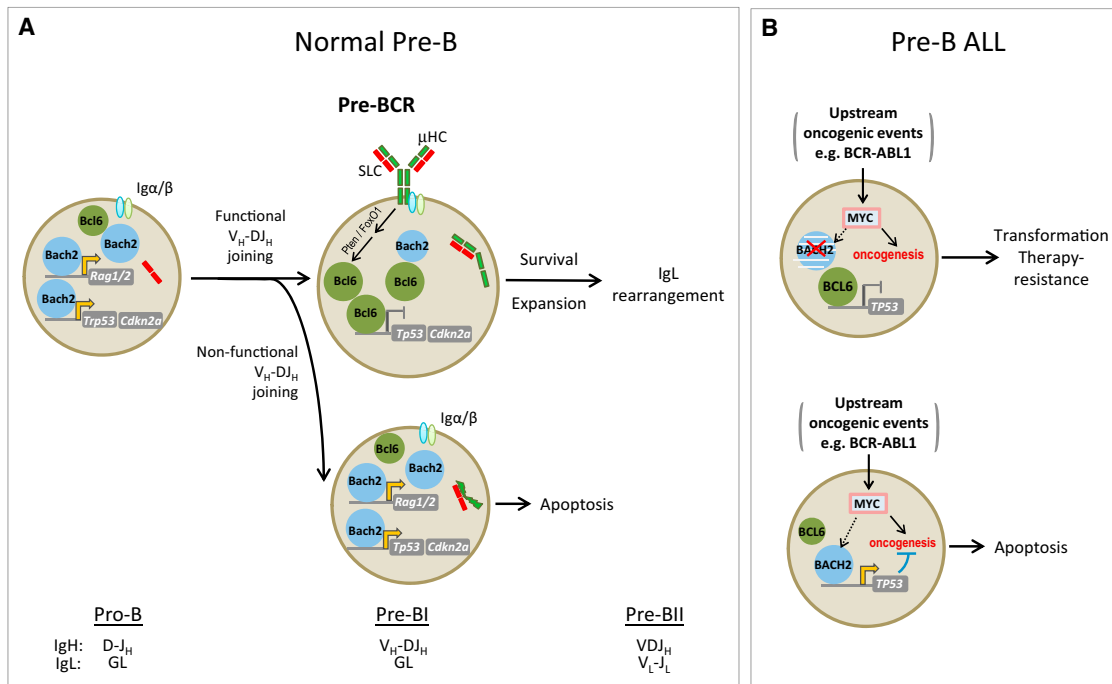 A
Normal Pre-B
Pre-BCR
μHC
SLC
Igα/β
Bcl6
Bach2
Bach2
Rag1/2
Bach2
Trp53 Cdkn2a
Functional
VH-DJH
joining
Non-functional
VH-DJH
joining
Pten / FoxO1
Bach2
Bcl6
Bcl6
Bcl6
Tp53 Cdkn2a
Survival
Expansion
IgL
rearrangement
Igα/β
Bcl6
Bach2
Bach2
Rag1/2
Bach2
Tp53 Cdkn2a
Apoptosis
Pro-B
Pre-BI
Pre-BII
IgH: D-JH VH-DJH VDJH
IgL: GL GL VL-JL
B
Pre-B ALL
Upstream
oncogenic events
e.g. BCR-ABL1
MYC
BACH2
oncogenesis
BCL6
TP53
Transformation
Therapy-
resistance
Upstream
oncogenic events
e.g. BCR-ABL1
MYC
BCL6
oncogenesis
BACH2
TP53
Apoptosis